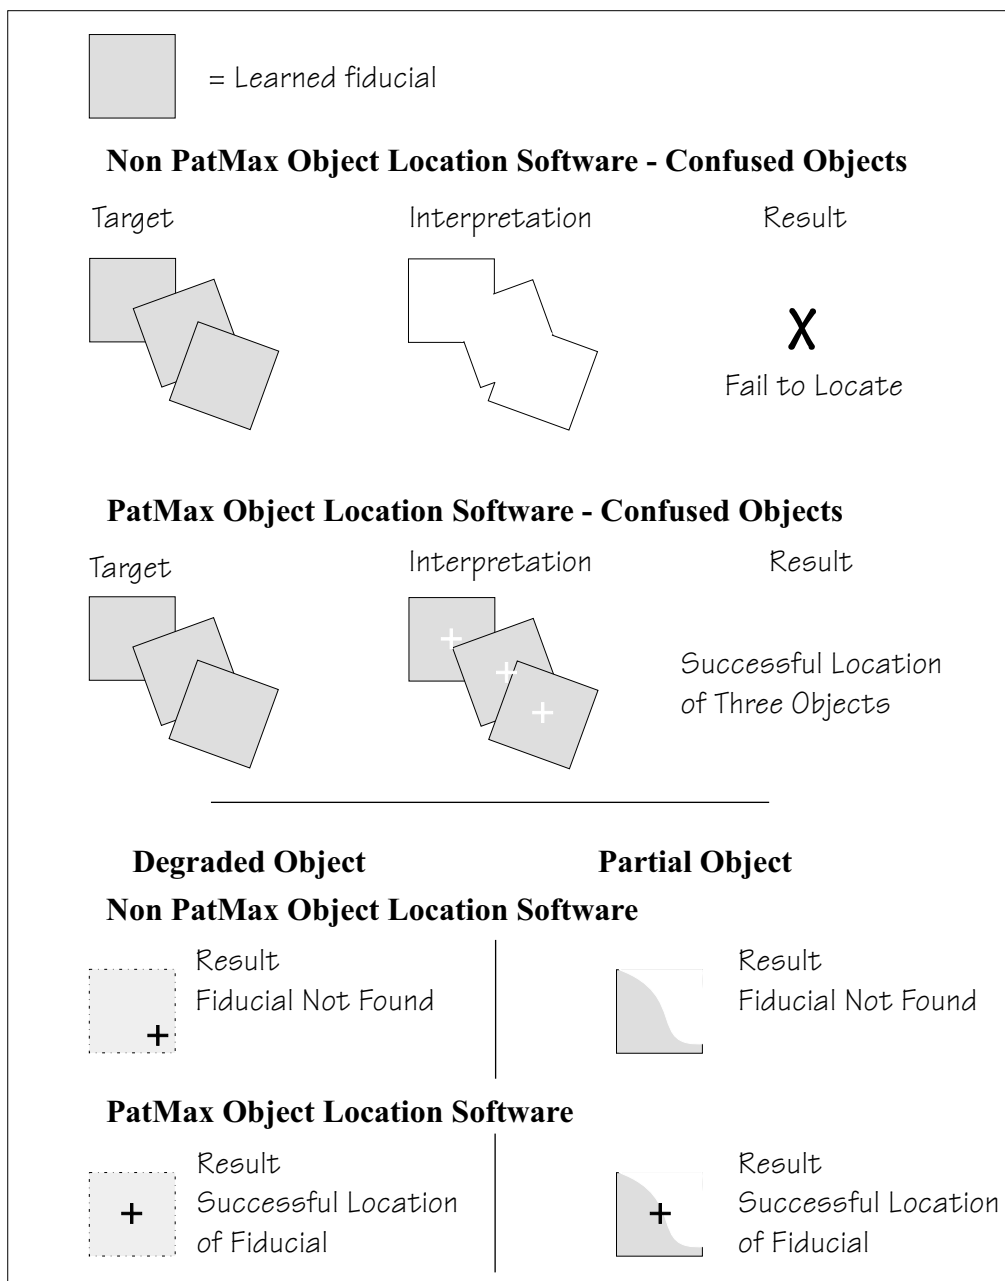 = Learned fiducial
Non PatMax Object Location Software - Confused Objects
Target Interpretation Result
X
Fail to Locate
PatMax Object Location Software - Confused Objects
Target Interpretation Result
Successful Location
of Three Objects
Degraded Object Partial Object
Non PatMax Object Location Software
Result
Fiducial Not Found
Result
Fiducial Not Found
PatMax Object Location Software
Result
Successful Location
of Fiducial
Result
Successful Location
of Fiducial